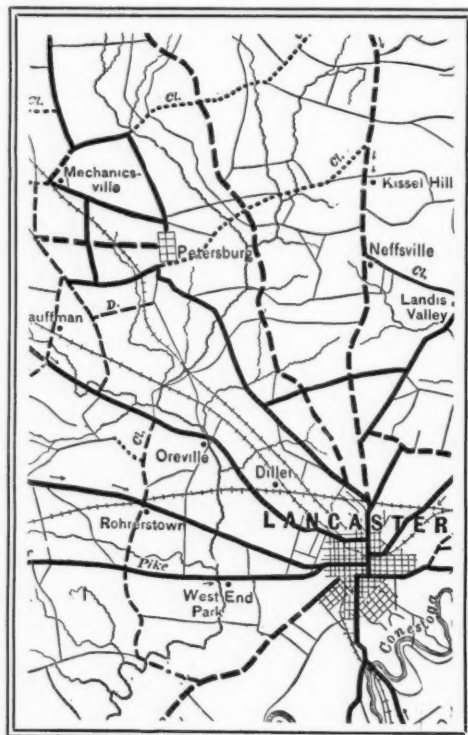 Cl.
Cl.
Mechanics-
ville
Cl.
Kissel Hill
Petersburg
Neffsville
Cl.
Landis
Valley
D.
auffman
Cl.
Oreville
Diller
LANCASTER
Rohrerstown
Pike
West End
Park
Conestoga